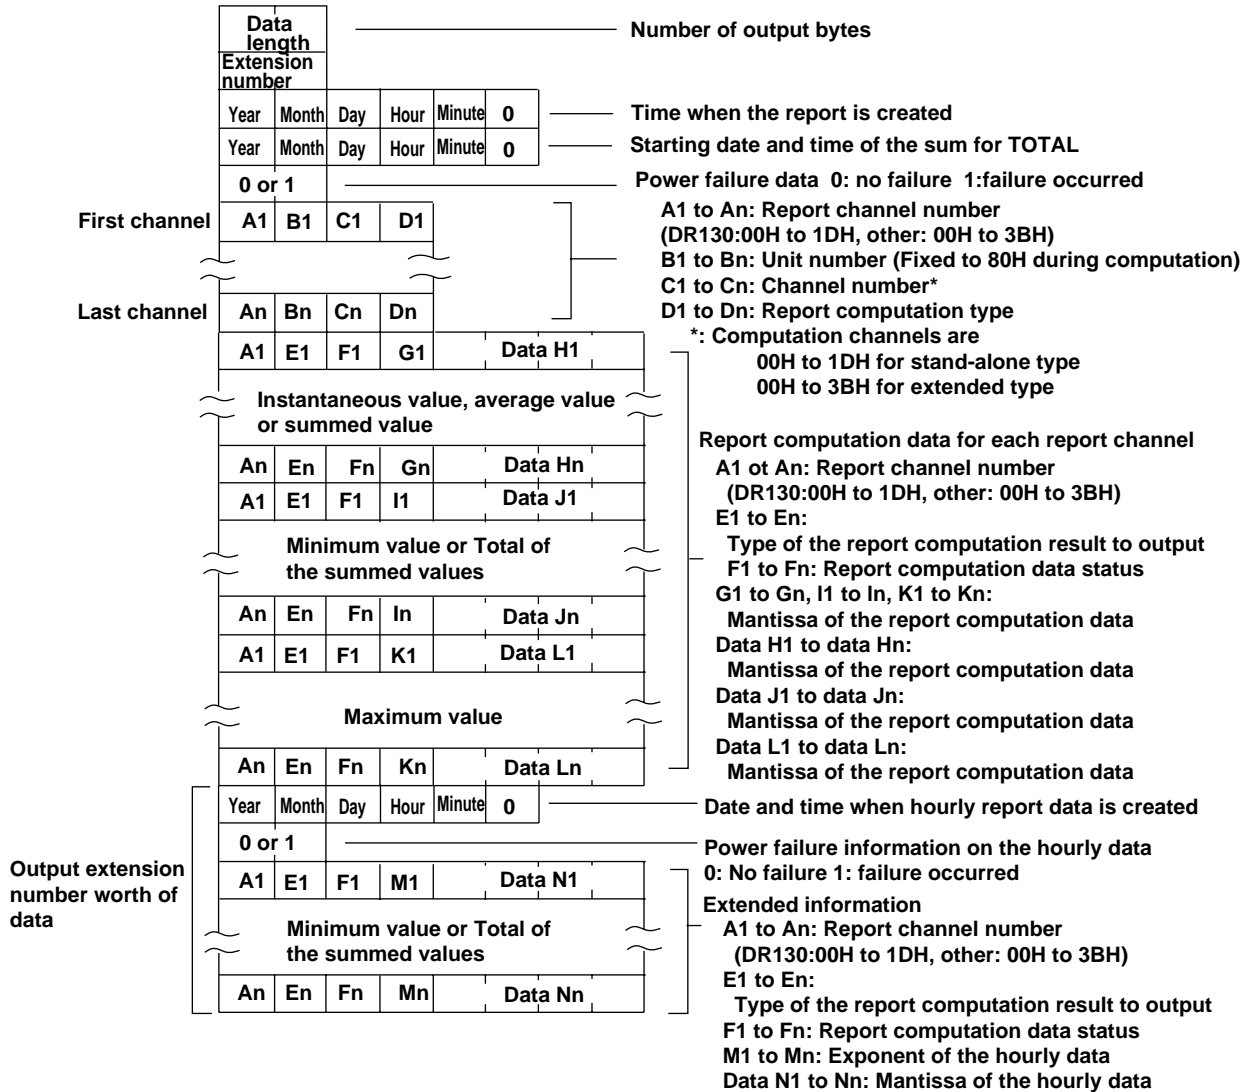 Data
length
Number of output bytes
Extension
number
Year Month Day Hour Minute 0
Time when the report is created
Year Month Day Hour Minute 0
Starting date and time of the sum for TOTAL
0 or 1
Power failure data 0: no failure 1:failure occurred
First channel A1 B1 C1 D1
A1 to An: Report channel number
(DR130:00H to 1DH, other: 00H to 3BH)
B1 to Bn: Unit number (Fixed to 80H during computation)
C1 to Cn: Channel number*
D1 to Dn: Report computation type
*: Computation channels are
00H to 1DH for stand-alone type
00H to 3BH for extended type
Last channel An Bn Cn Dn
A1 E1 F1 G1 Data H1
Instantaneous value, average value
or summed value
An En Fn Gn Data Hn
A1 E1 F1 I1 Data J1
Minimum value or Total of
the summed values
An En Fn In Data Jn
A1 E1 F1 K1 Data L1
Maximum value
An En Fn Kn Data Ln
Report computation data for each report channel
A1 ot An: Report channel number
(DR130:00H to 1DH, other: 00H to 3BH)
E1 to En:
Type of the report computation result to output
F1 to Fn: Report computation data status
G1 to Gn, I1 to In, K1 to Kn:
Mantissa of the report computation data
Data H1 to data Hn:
Mantissa of the report computation data
Data J1 to data Jn:
Mantissa of the report computation data
Data L1 to data Ln:
Mantissa of the report computation data
Year Month Day Hour Minute 0
Date and time when hourly report data is created
0 or 1
Power failure information on the hourly data
0: No failure 1: failure occurred
Output extension
number worth of
data
A1 E1 F1 M1 Data N1
Minimum value or Total of
the summed values
An En Fn Mn Data Nn
Extended information
A1 to An: Report channel number
(DR130:00H to 1DH, other: 00H to 3BH)
E1 to En:
Type of the report computation result to output
F1 to Fn: Report computation data status
M1 to Mn: Exponent of the hourly data
Data N1 to Nn: Mantissa of the hourly data